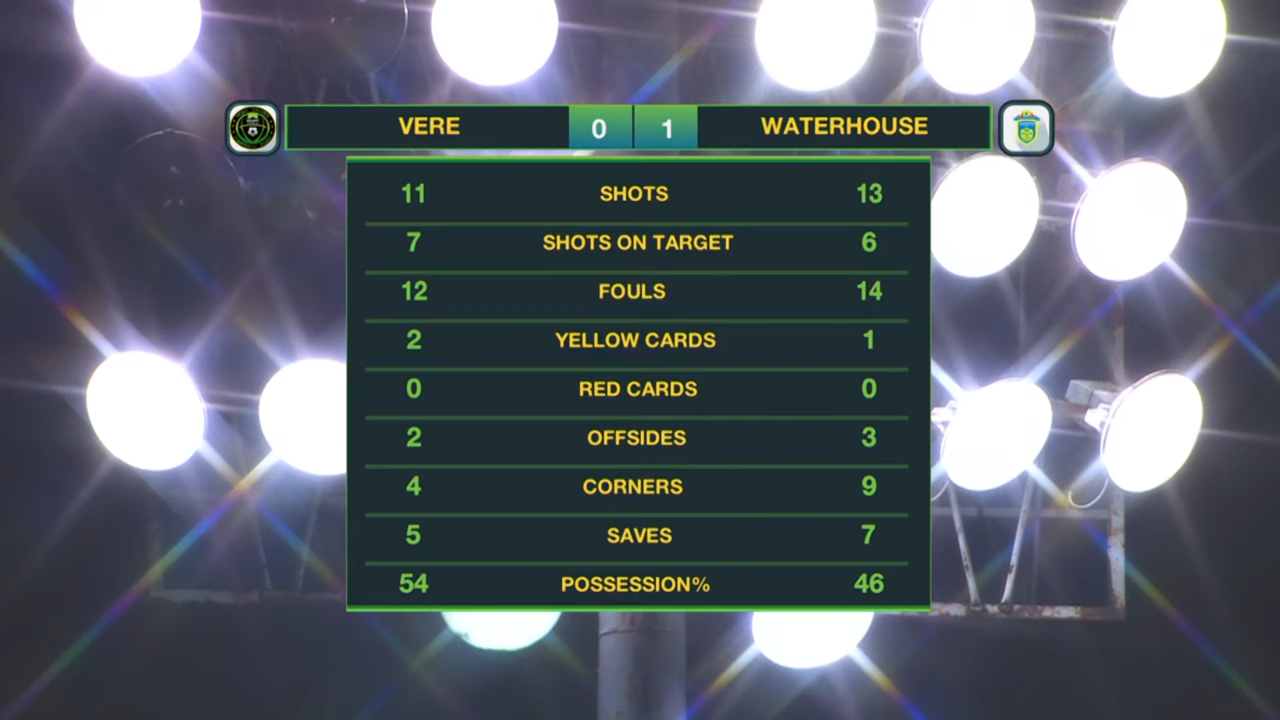 VERE 0 1 WATERHOUSE
11 SHOTS 13
7 SHOTS ON TARGET 6
12 FOULS 14
2 YELLOW CARDS 1
0 RED CARDS 0
2 OFFSIDES 3
4 CORNERS 9
5 SAVES 7
54 POSSESSION% 46